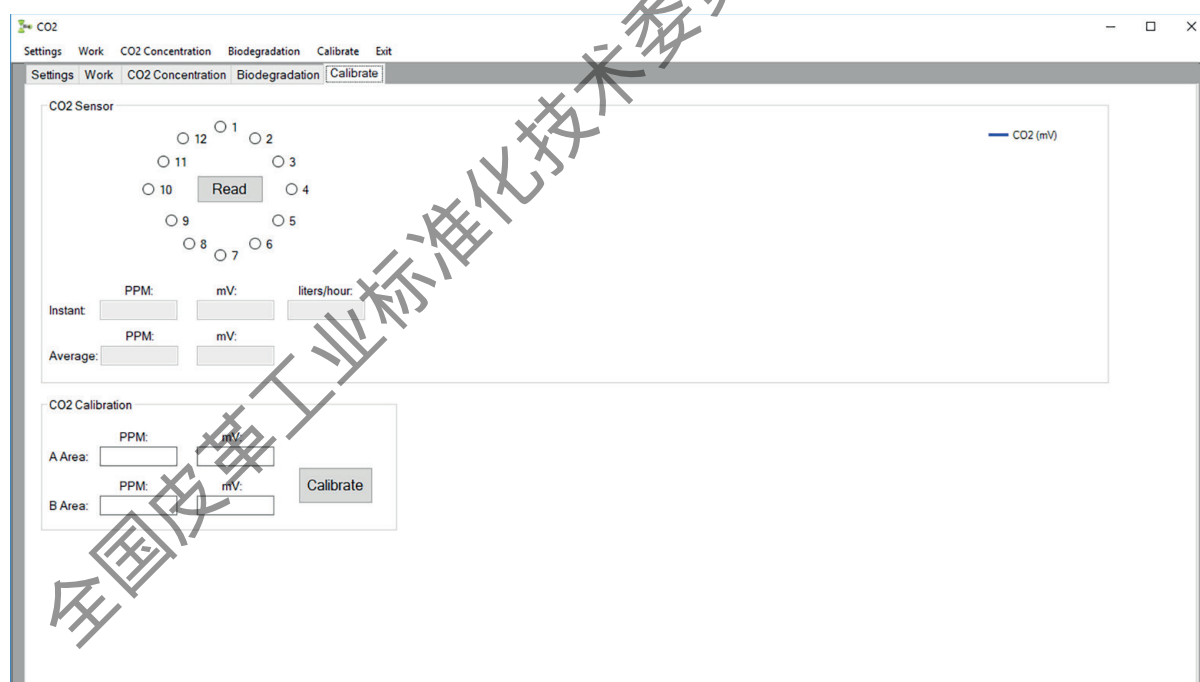 CO2
Settings Work CO2 Concentration Biodegradation Calibrate Exit
Settings Work CO2 Concentration Biodegradation Calibrate
CO2 Sensor
CO2 (mV)
12 1 2
11 3
10 Read 4
9 5
8 7 6
PPM: mV: liters/hour:
Instant:
PPM: mV:
Average:
CO2 Calibration
PPM: mV:
A Area:
Calibrate
PPM: mV:
B Area:
全国皮革工业标准化技术委